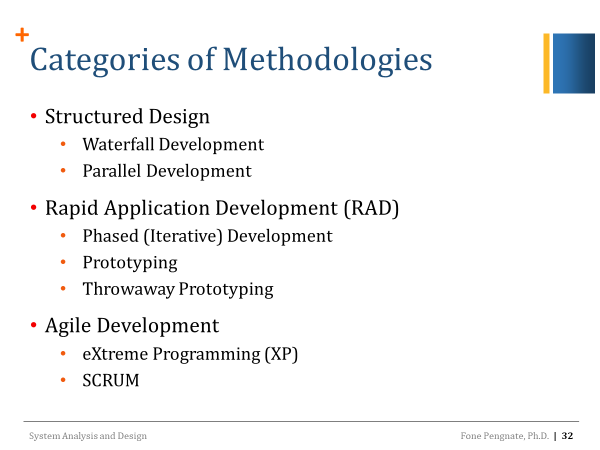 +
Categories of Methodologies
• Structured Design
• Waterfall Development
• Parallel Development
• Rapid Application Development (RAD)
• Phased (Iterative) Development
• Prototyping
• Throwaway Prototyping
• Agile Development
• eXtreme Programming (XP)
• SCRUM
System Analysis and Design
Fone Pengnate, Ph.D. | 32